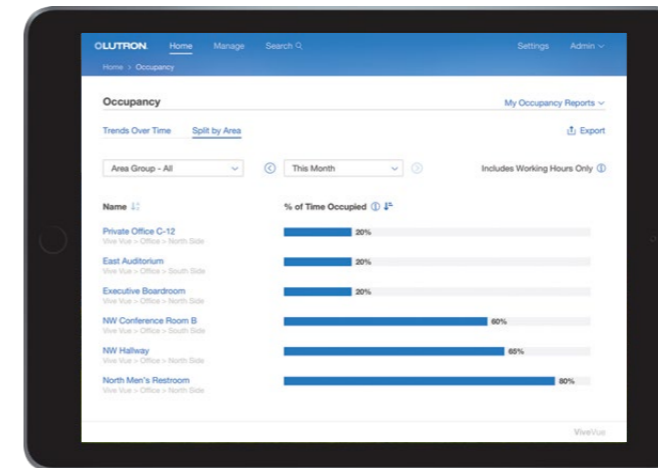 LUTRON Home Manage Search Settings Admin
Home > Occupancy
Occupancy My Occupancy Reports
Trends Over Time Split by Area Export
Area Group - All This Month Includes Working Hours Only
Name % of Time Occupied
Private Office C-12 20%
Vive Vue > Office > North Side
East Auditorium 20%
Vive Vue > Office > South Side
Executive Boardroom 20%
Vive Vue > Office > North Side
NW Conference Room B 60%
Vive Vue > Office > South Side
NW Hallway 65%
Vive Vue > Office > North Side
North Men's Restroom 80%
Vive Vue > Office > North Side
ViveVue